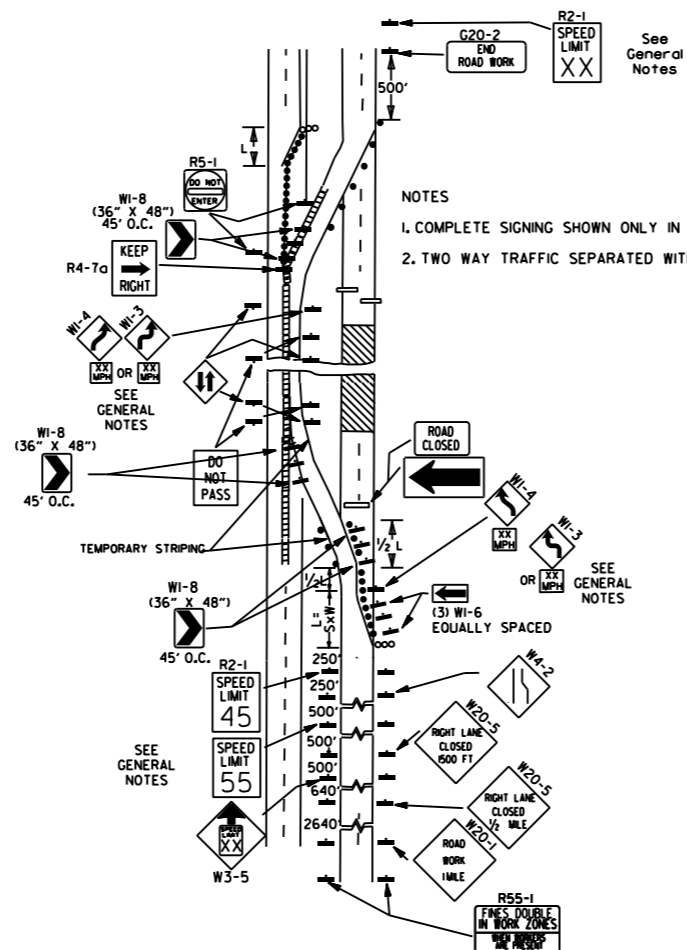 R2-1
SPEED
LIMIT
XX
See
General
Notes
G20-2
END
ROAD WORK
500'
L
R5-1
DO NOT
ENTER
W1-8
(36" X 48")
45' O.C.
R4-7a
KEEP
RIGHT
NOTES
1. COMPLETE SIGNING SHOWN ONLY IN
2. TWO WAY TRAFFIC SEPARATED WIT
W1-4
W1-3
XX
MPH
OR
XX
MPH
SEE
GENERAL
NOTES
W1-8
(36" X 48")
45' O.C.
DO
NOT
PASS
ROAD
CLOSED
W1-4
XX
MPH
W1-3
OR
XX
MPH
SEE
GENERAL
NOTES
TEMPORARY STRIPING
1/2 L
1/2L
L=
SxW
W1-8
(36" X 48")
45' O.C.
(3) W1-6
EQUALLY SPACED
R2-1
SPEED
LIMIT
45
250'
250'
500'
500'
500'
640'
2640'
W4-2
SEE
GENERAL
NOTES
SPEED
LIMIT
55
W20-5
RIGHT LANE
CLOSED
1500 FT
W20-5
RIGHT LANE
CLOSED
1/2 MILE
SPEED
LIMIT
XX
W3-5
W20-1
ROAD
WORK
1 MILE
R55-1
FINES DOUBLE
IN WORK ZONES
WHEN WORKERS
ARE PRESENT